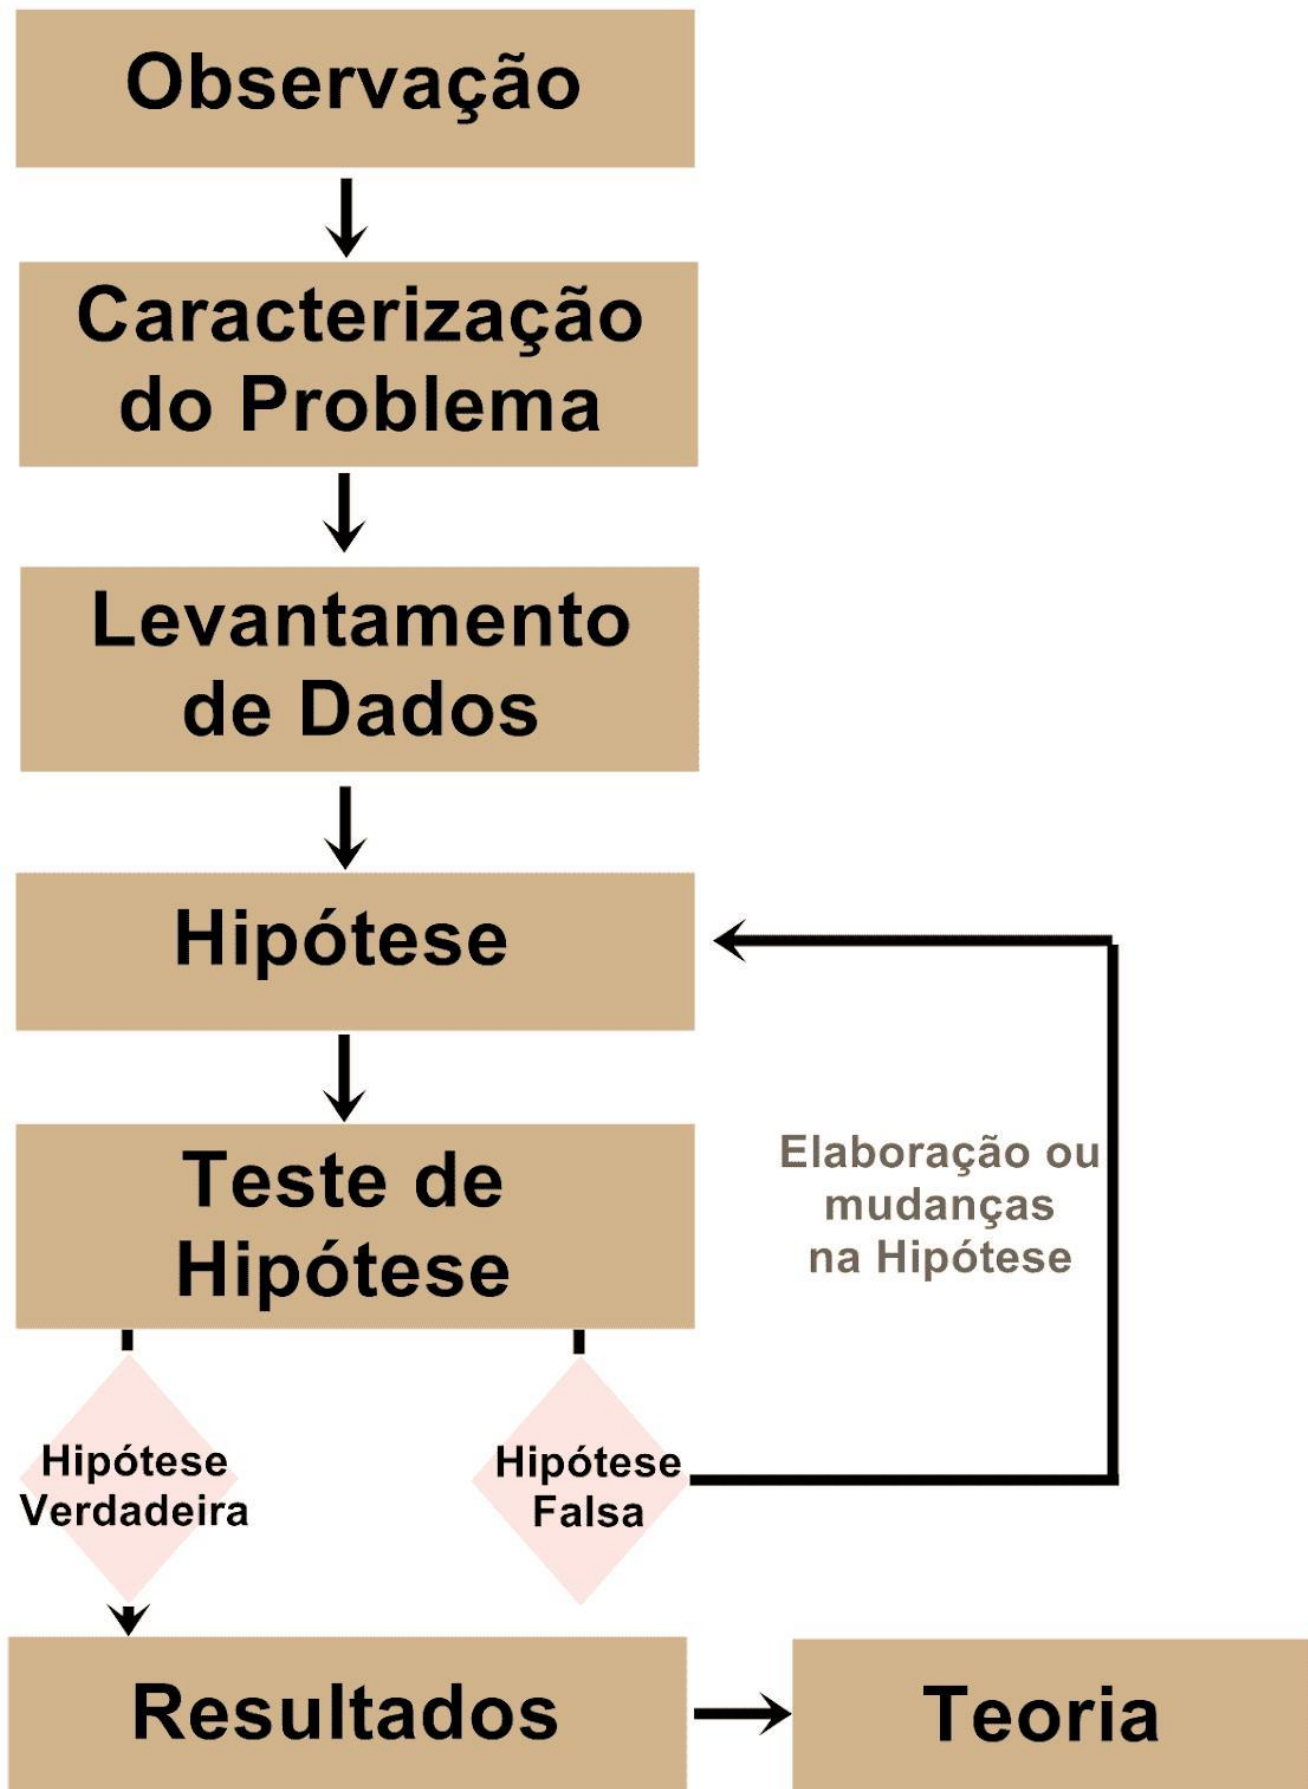 Observação
Caracterização
do Problema
Levantamento
de Dados
Hipótese
Teste de
Hipótese
Elaboração ou
mudanças
na Hipótese
Hipótese
Verdadeira
Hipótese
Falsa
Resultados
Teoria